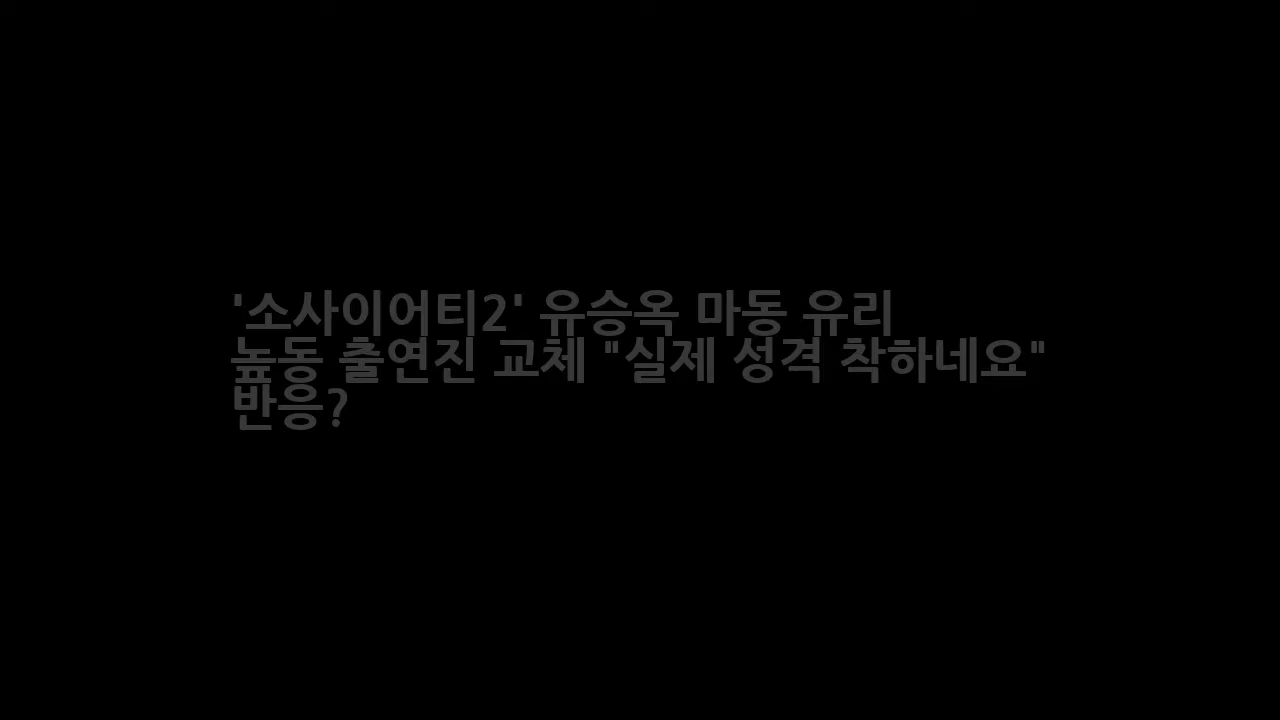 '소사이어티2' 유승옥 마동 유리
높동 출연진 교체 "실제 성격 착하네요"
반응?